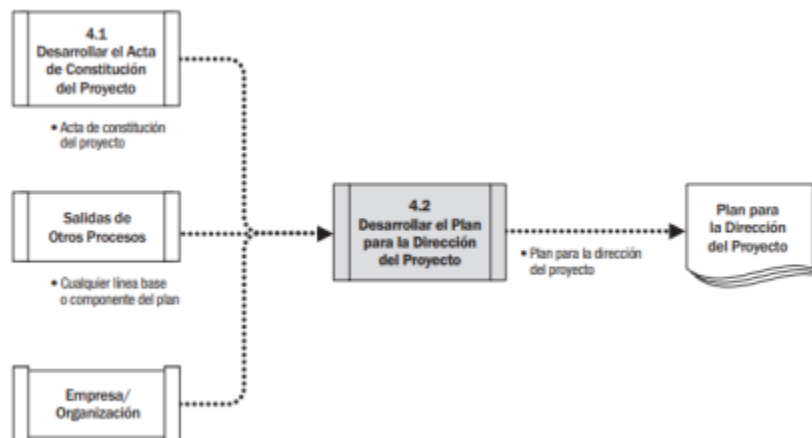 4.1
Desarrollar el Acta
de Constitución
del Proyecto
• Acta de constitución
del proyecto
Salidas de
Otros Procesos
• Cualquier línea base
o componente del plan
Empresa/
Organización
4.2
Desarrollar el Plan
para la Dirección
del Proyecto
• Plan para la dirección
del proyecto
Plan para
la Dirección
del Proyecto